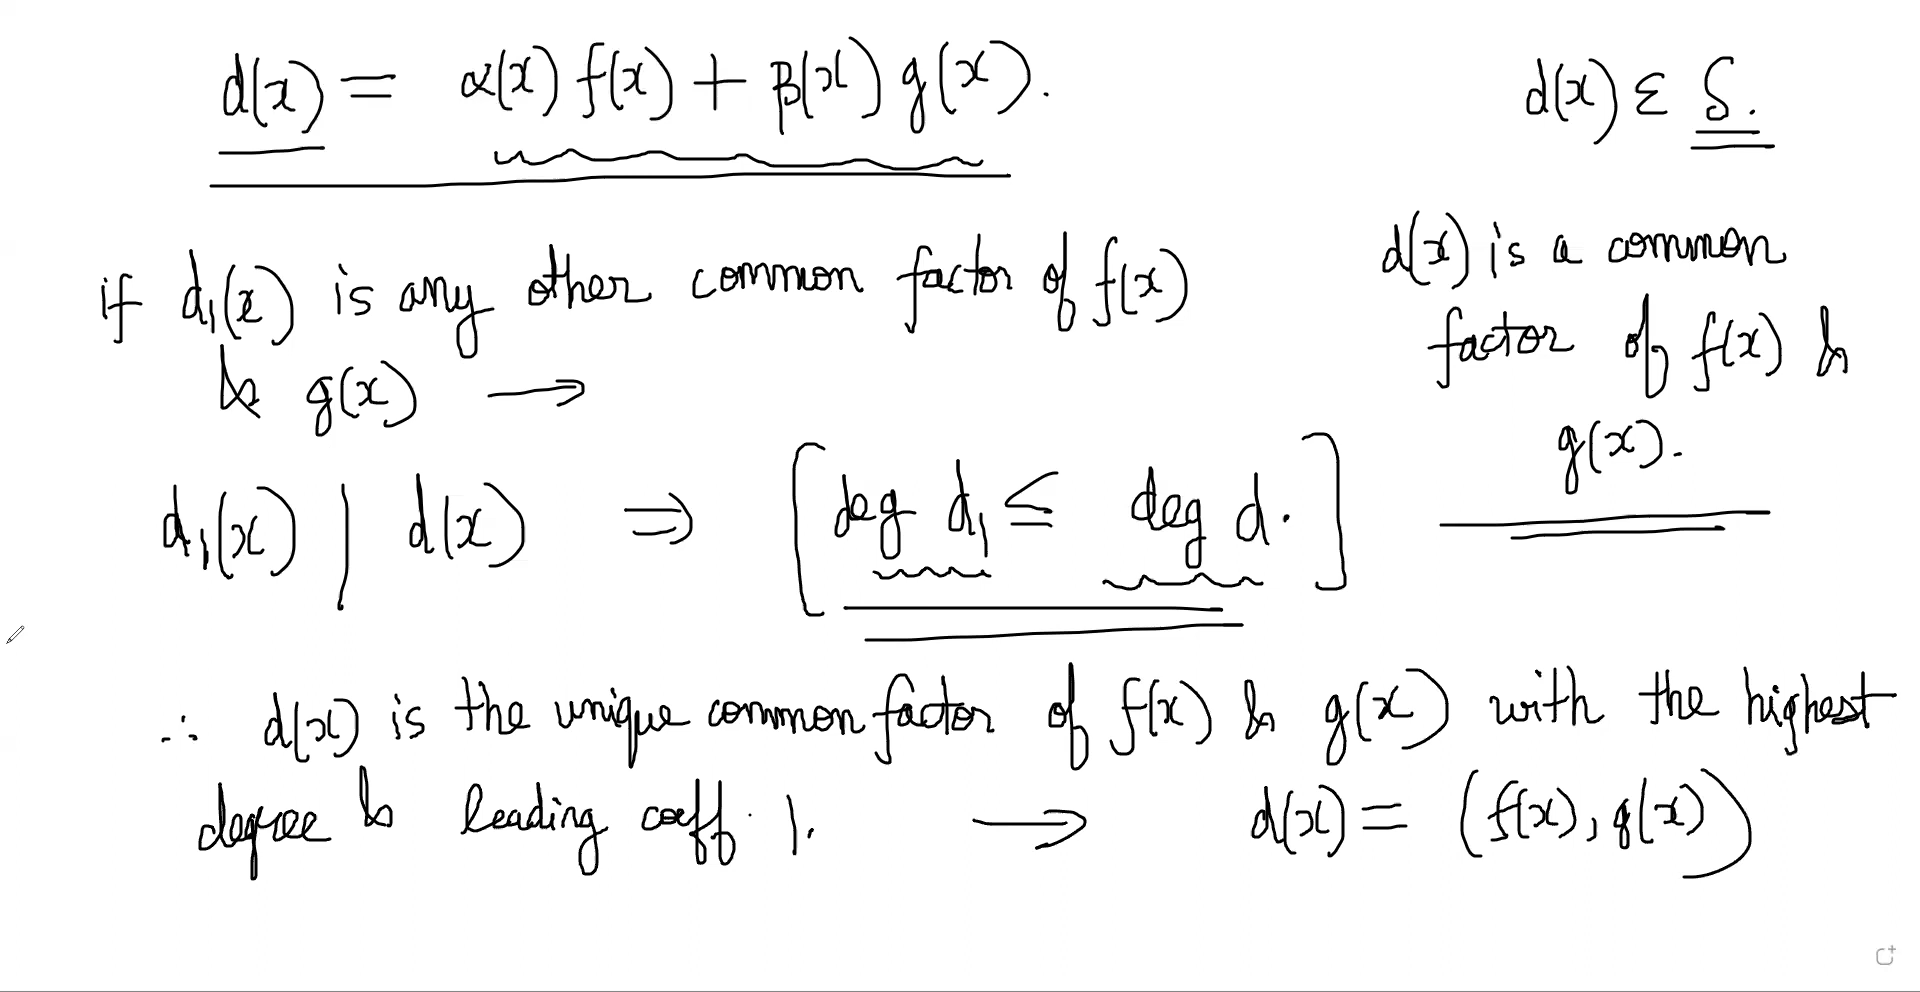 d(x) = α(x) f(x) + β(x) g(x).
d(x) ε S.
d(x) is a common
factor of f(x) &
g(x).
if d₁(x) is any other common factor of f(x)
& g(x) →
d₁(x) | d(x) ⇒ [deg d₁ ≤ deg d.]
∴ d(x) is the unique common factor of f(x) & g(x) with the highest
degree & leading coeff. 1. → d(x) = (f(x), g(x))